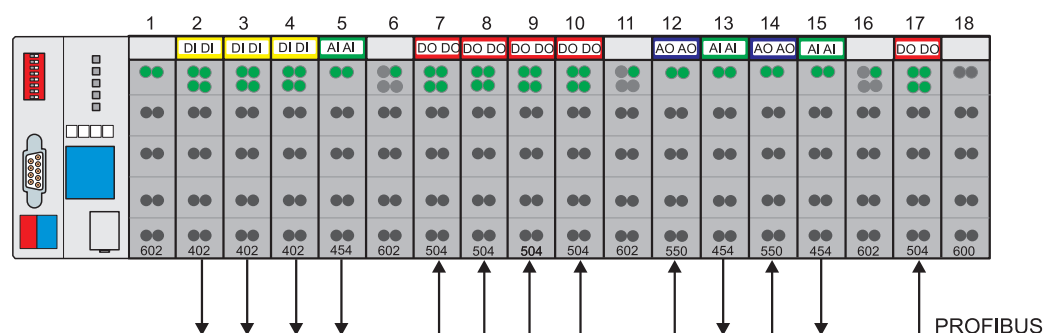 1 2 3 4 5 6 7 8 9 10 11 12 13 14 15 16 17 18
DI DI DI DI DI DI AI AI DO DO DO DO DO DO DO DO AO AO AI AI AO AO AI AI DO DO
602 402 402 402 454 602 504 504 504 504 602 550 454 550 454 602 504 600
PROFIBUS